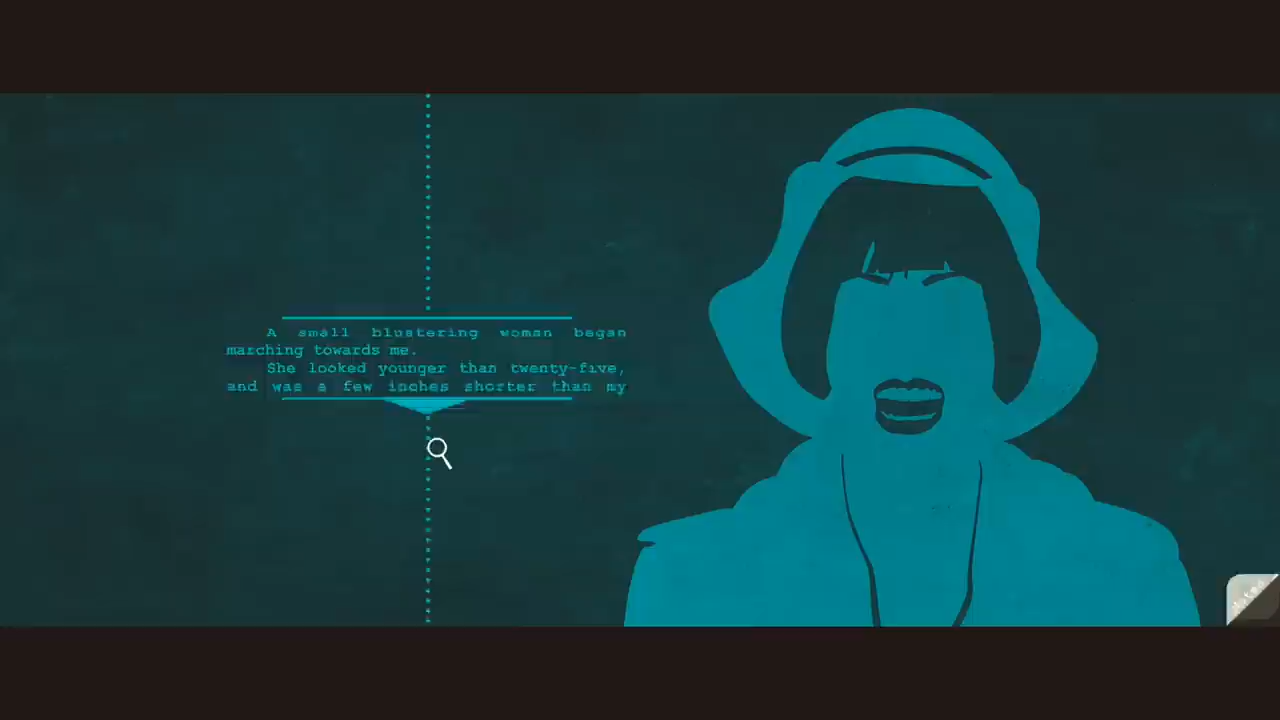 A small blustering woman began
marching towards me.
She looked younger than twenty-five,
and was a few inches shorter than my